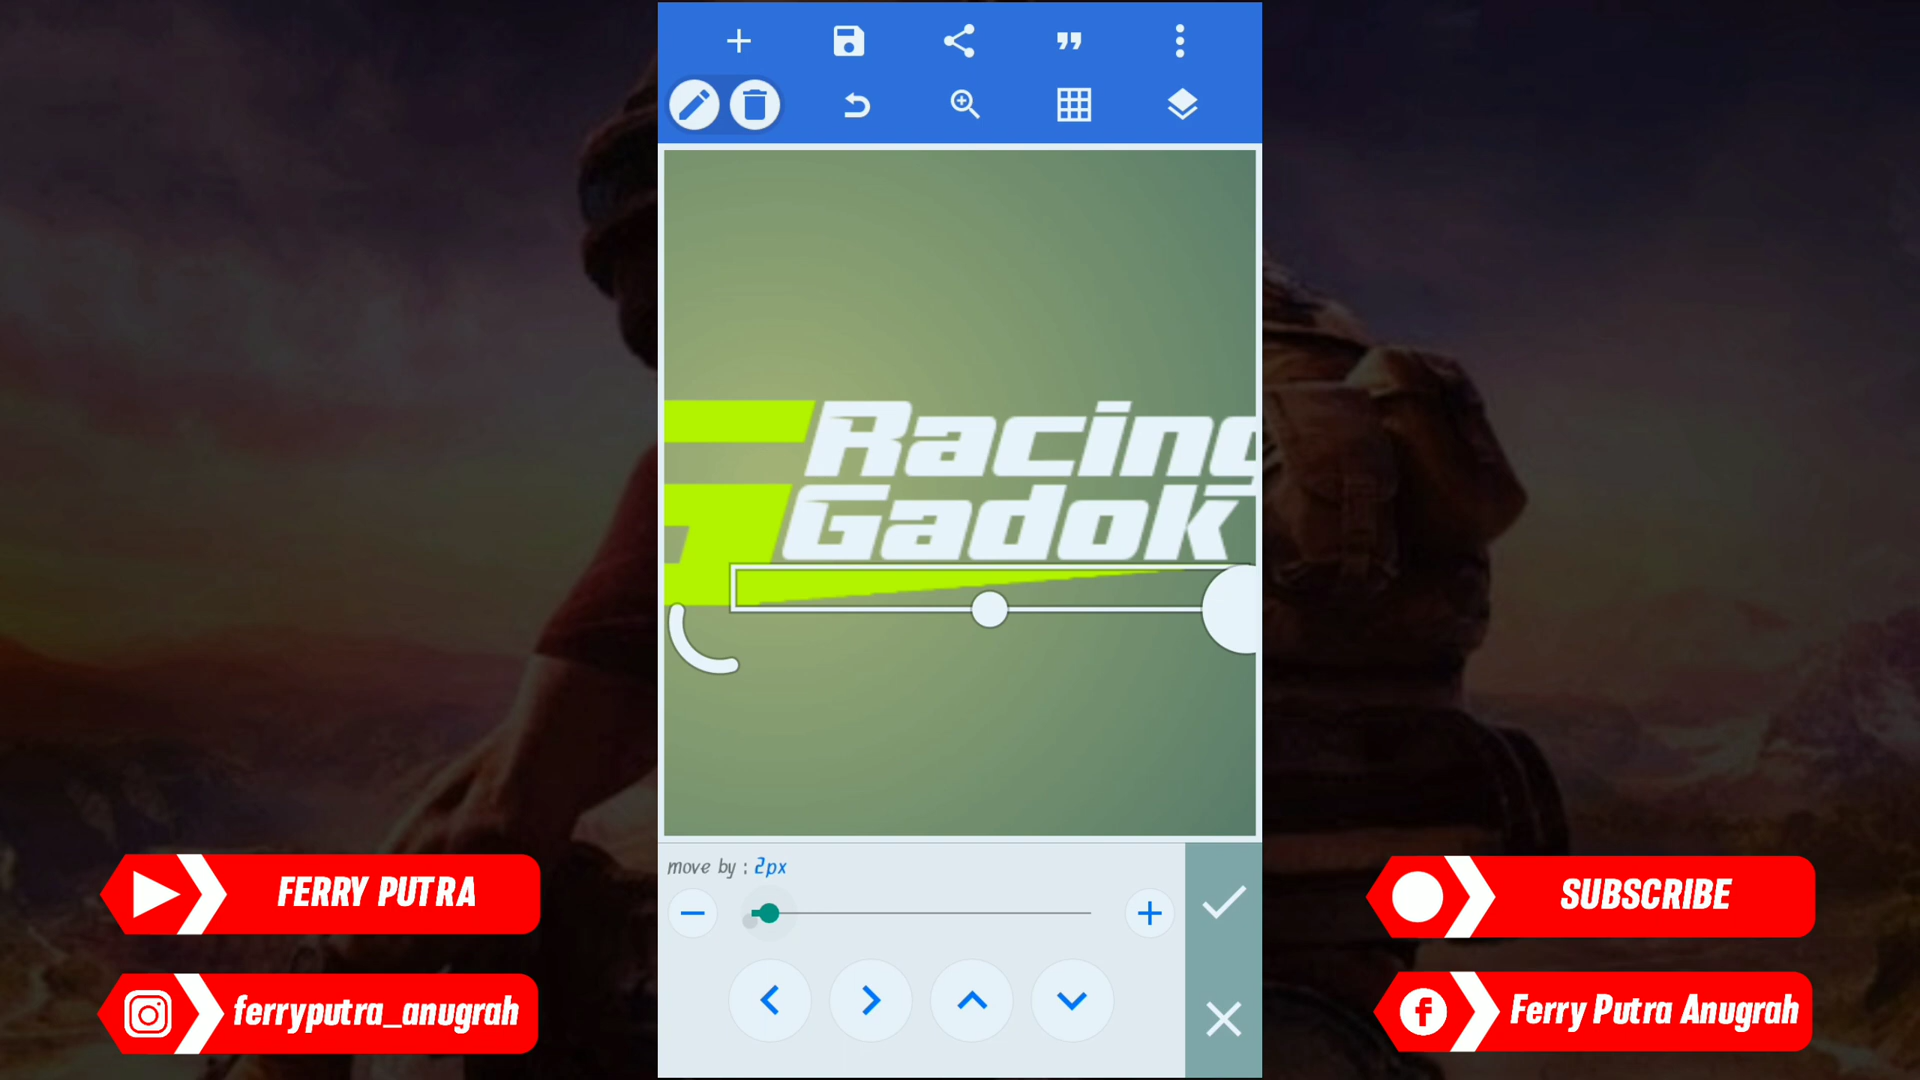 Racing
Gadok
move by : 2px
FERRY PUTRA
SUBSCRIBE
ferryputra_anugrah
Ferry Putra Anugrah